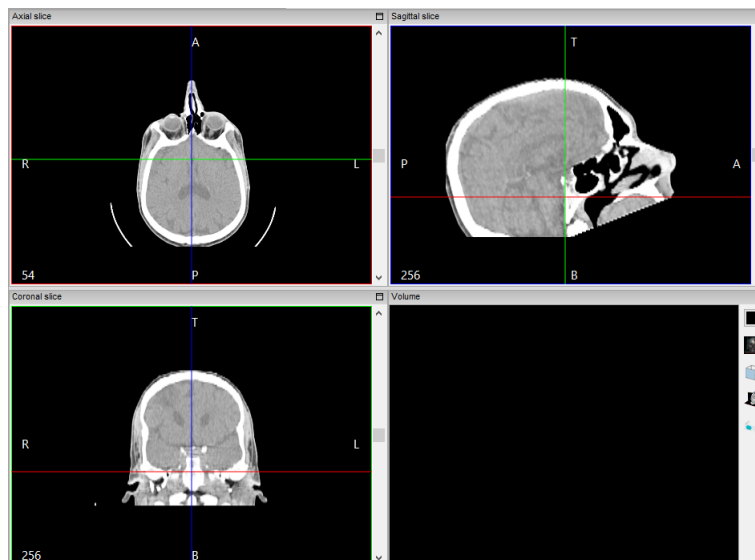 Axial slice
A
R
L
54
P
Sagittal slice
T
P
A
256
B
Coronal slice
T
R
L
256
B
Volume